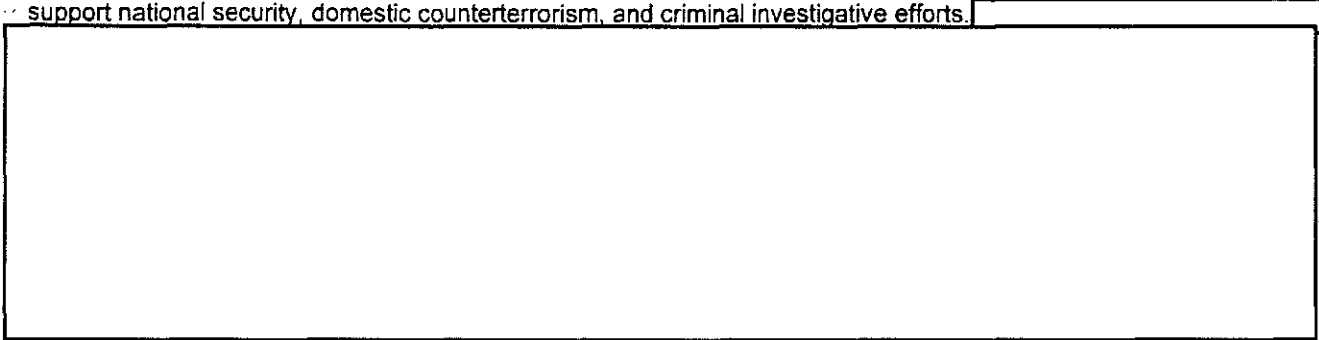 support national security, domestic counterterrorism, and criminal investigative efforts.